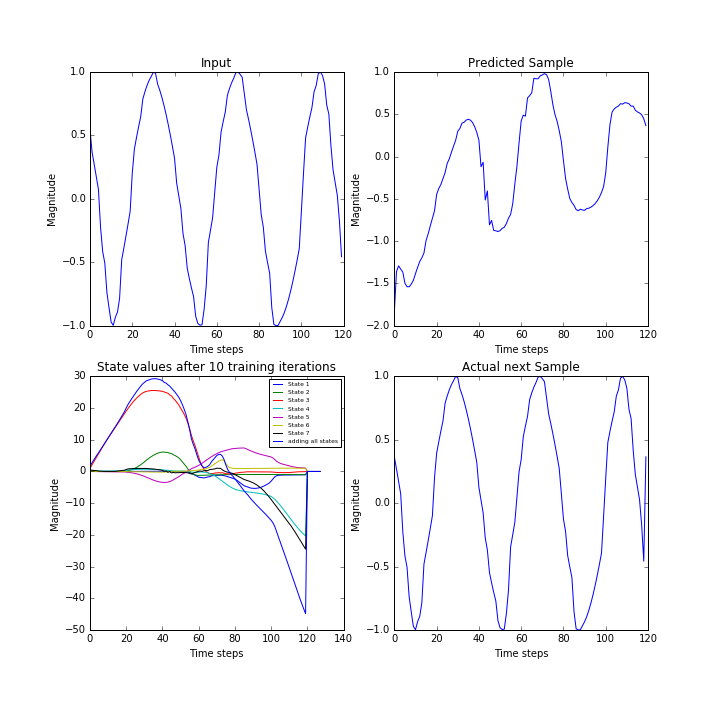 Input
Magnitude
1.0
0.5
0.0
−0.5
−1.0
0 20 40 60 80 100 120
Time steps
Predicted Sample
Magnitude
1.0
0.5
0.0
−0.5
−1.0
−1.5
−2.0
0 20 40 60 80 100 120
Time steps
State values after 10 training iterations
Magnitude
30
20
10
0
−10
−20
−30
−40
−50
0 20 40 60 80 100 120 140
Time steps
State 1
State 2
State 3
State 4
State 5
State 6
State 7
adding all states
Actual next Sample
Magnitude
1.0
0.5
0.0
−0.5
−1.0
0 20 40 60 80 100 120
Time steps